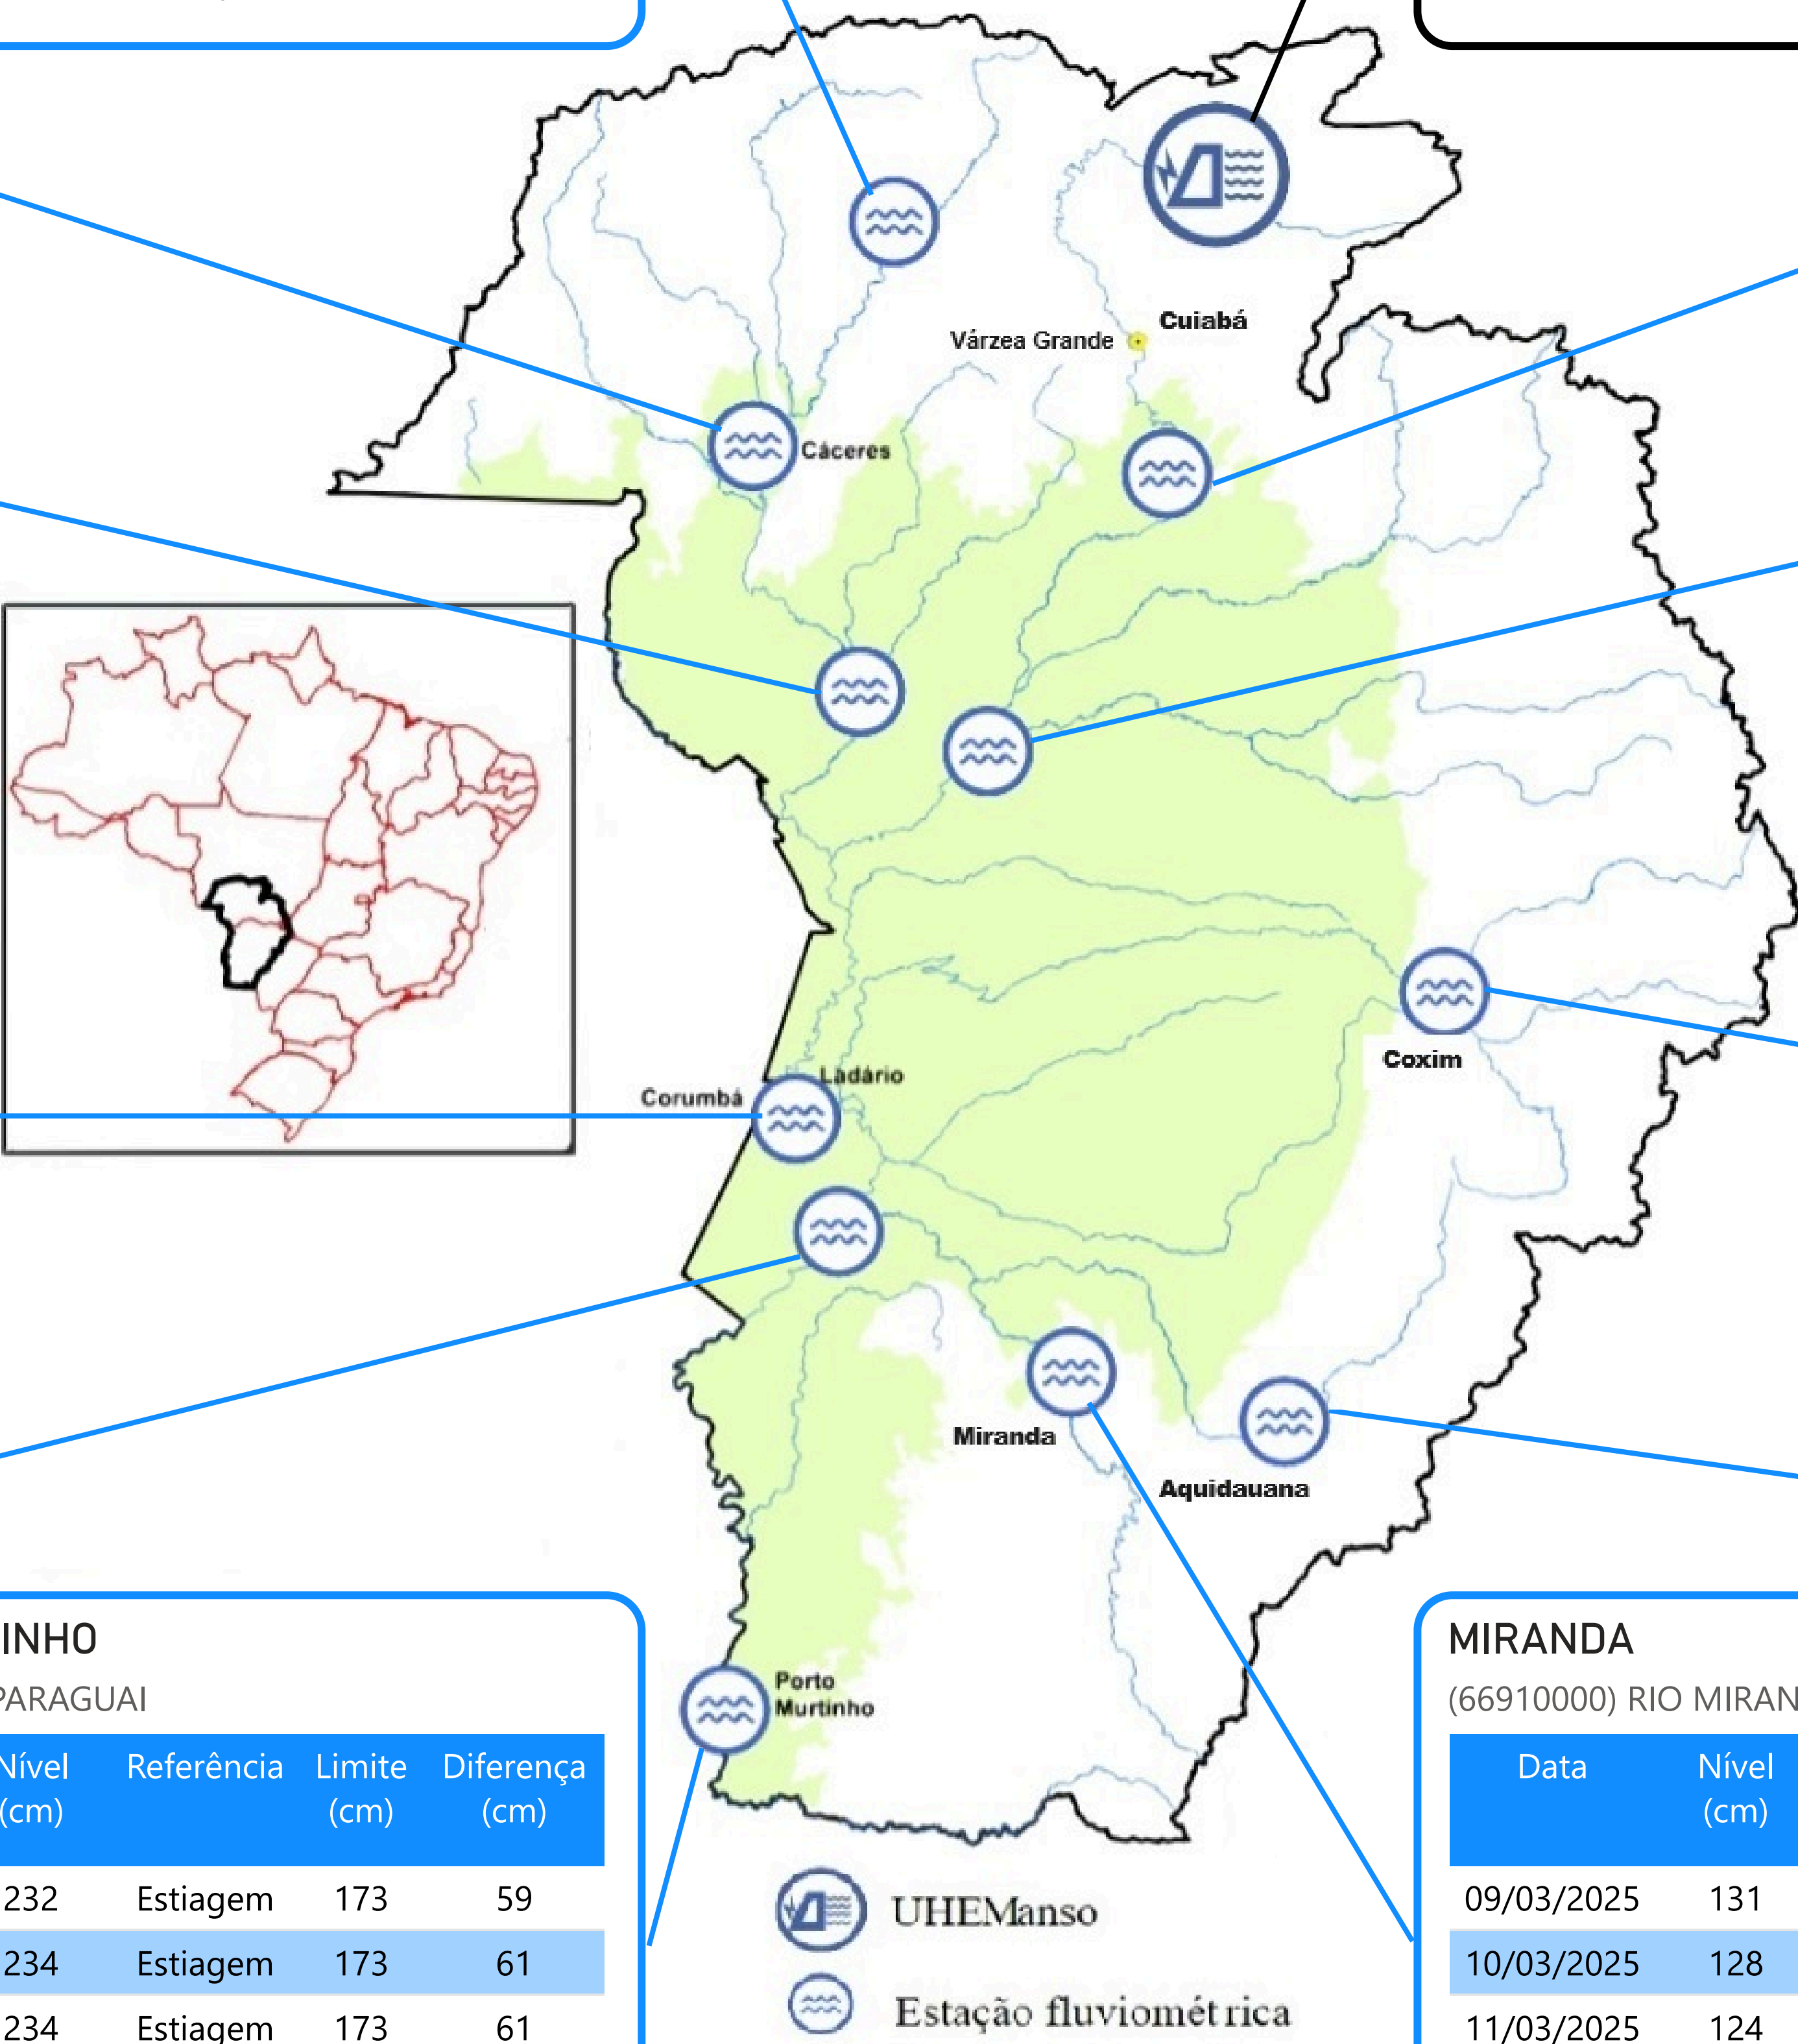 Cuiabá
Várzea Grande
Cáceres
Coxim
Ladário
Corumbá
Miranda
Aquidauana
Porto
Murtinho
INHO
PARAGUAI
Nível Referência Limite Diferença
(cm) (cm) (cm)
232 Estiagem 173 59
234 Estiagem 173 61
234 Estiagem 173 61
UHEManso
Estação fluviométrica
MIRANDA
(66910000) RIO MIRAN
Data Nível
(cm)
09/03/2025 131
10/03/2025 128
11/03/2025 124